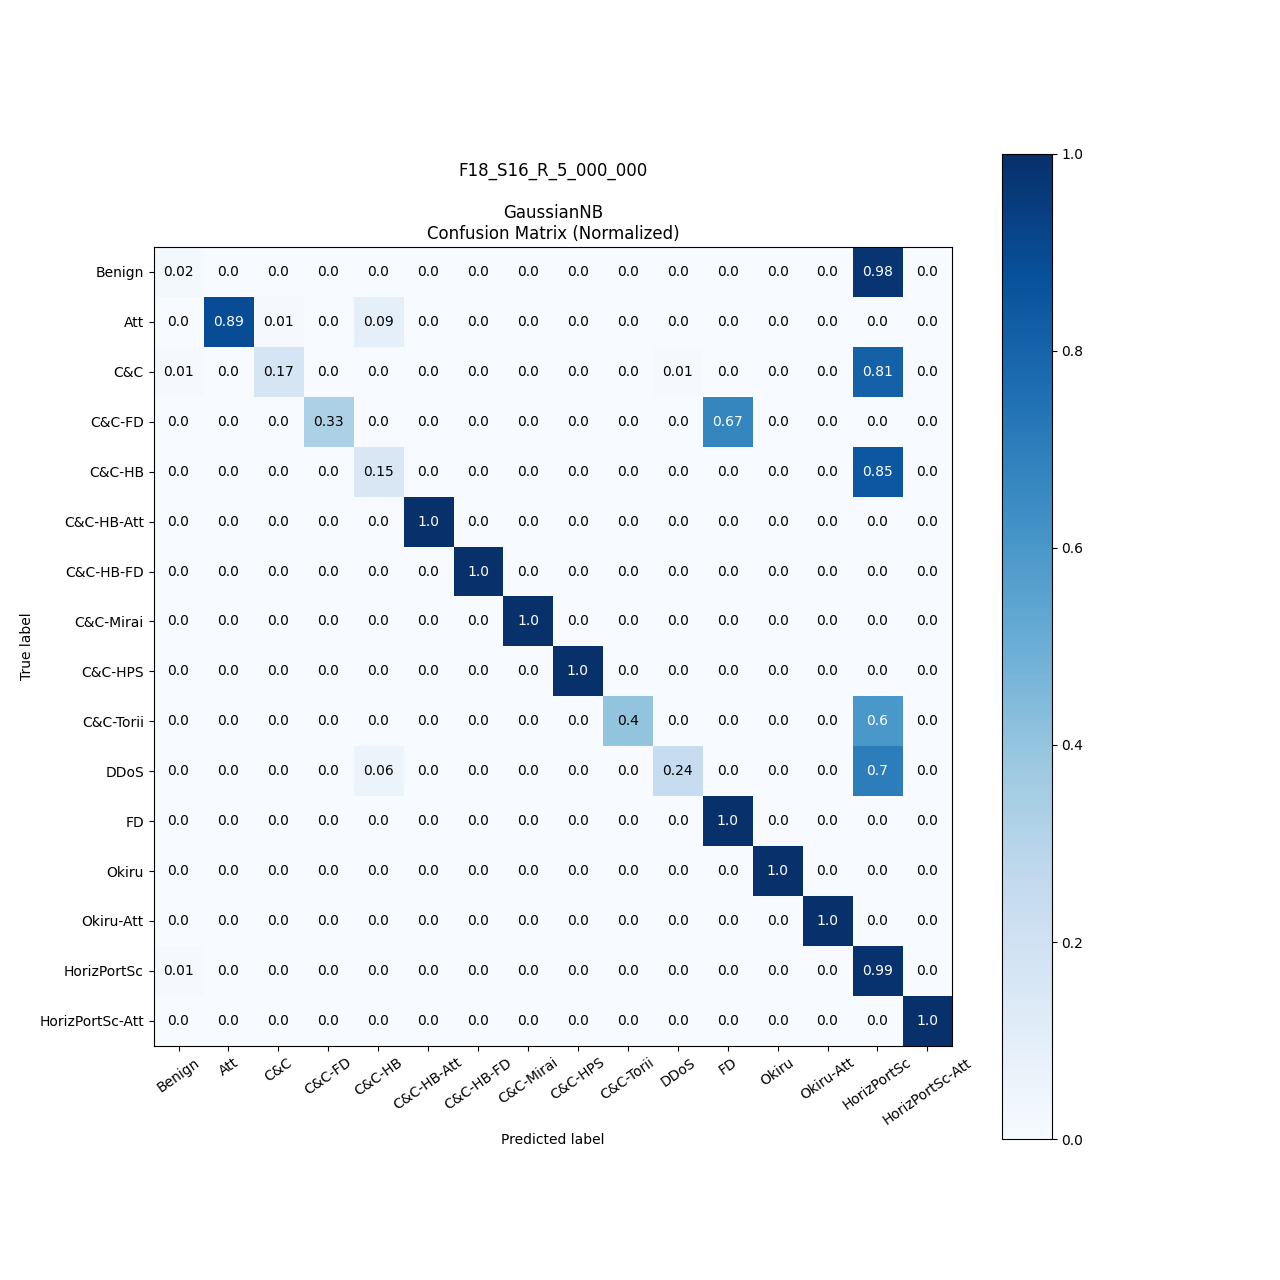 F18_S16_R_5_000_000
GaussianNB
Confusion Matrix (Normalized)
Benign 0.02 0.0 0.0 0.0 0.0 0.0 0.0 0.0 0.0 0.0 0.0 0.0 0.0 0.0 0.98 0.0
Att 0.0 0.89 0.01 0.0 0.09 0.0 0.0 0.0 0.0 0.0 0.0 0.0 0.0 0.0 0.0 0.0
C&C 0.01 0.0 0.17 0.0 0.0 0.0 0.0 0.0 0.0 0.0 0.01 0.0 0.0 0.0 0.81 0.0
C&C-FD 0.0 0.0 0.0 0.33 0.0 0.0 0.0 0.0 0.0 0.0 0.0 0.67 0.0 0.0 0.0 0.0
C&C-HB 0.0 0.0 0.0 0.0 0.15 0.0 0.0 0.0 0.0 0.0 0.0 0.0 0.0 0.0 0.85 0.0
C&C-HB-Att 0.0 0.0 0.0 0.0 0.0 1.0 0.0 0.0 0.0 0.0 0.0 0.0 0.0 0.0 0.0 0.0
C&C-HB-FD 0.0 0.0 0.0 0.0 0.0 0.0 1.0 0.0 0.0 0.0 0.0 0.0 0.0 0.0 0.0 0.0
C&C-Mirai 0.0 0.0 0.0 0.0 0.0 0.0 0.0 1.0 0.0 0.0 0.0 0.0 0.0 0.0 0.0 0.0
C&C-HPS 0.0 0.0 0.0 0.0 0.0 0.0 0.0 0.0 1.0 0.0 0.0 0.0 0.0 0.0 0.0 0.0
C&C-Torii 0.0 0.0 0.0 0.0 0.0 0.0 0.0 0.0 0.0 0.4 0.0 0.0 0.0 0.0 0.6 0.0
DDoS 0.0 0.0 0.0 0.0 0.06 0.0 0.0 0.0 0.0 0.0 0.24 0.0 0.0 0.0 0.7 0.0
FD 0.0 0.0 0.0 0.0 0.0 0.0 0.0 0.0 0.0 0.0 0.0 1.0 0.0 0.0 0.0 0.0
Okiru 0.0 0.0 0.0 0.0 0.0 0.0 0.0 0.0 0.0 0.0 0.0 0.0 1.0 0.0 0.0 0.0
Okiru-Att 0.0 0.0 0.0 0.0 0.0 0.0 0.0 0.0 0.0 0.0 0.0 0.0 0.0 1.0 0.0 0.0
HorizPortSc 0.01 0.0 0.0 0.0 0.0 0.0 0.0 0.0 0.0 0.0 0.0 0.0 0.0 0.0 0.99 0.0
HorizPortSc-Att 0.0 0.0 0.0 0.0 0.0 0.0 0.0 0.0 0.0 0.0 0.0 0.0 0.0 0.0 0.0 1.0
Benign Att C&C C&C-FD C&C-HB C&C-HB-Att C&C-HB-FD C&C-Mirai C&C-HPS C&C-Torii DDoS FD Okiru Okiru-Att HorizPortSc HorizPortSc-Att
Predicted label
True label
1.0
0.8
0.6
0.4
0.2
0.0